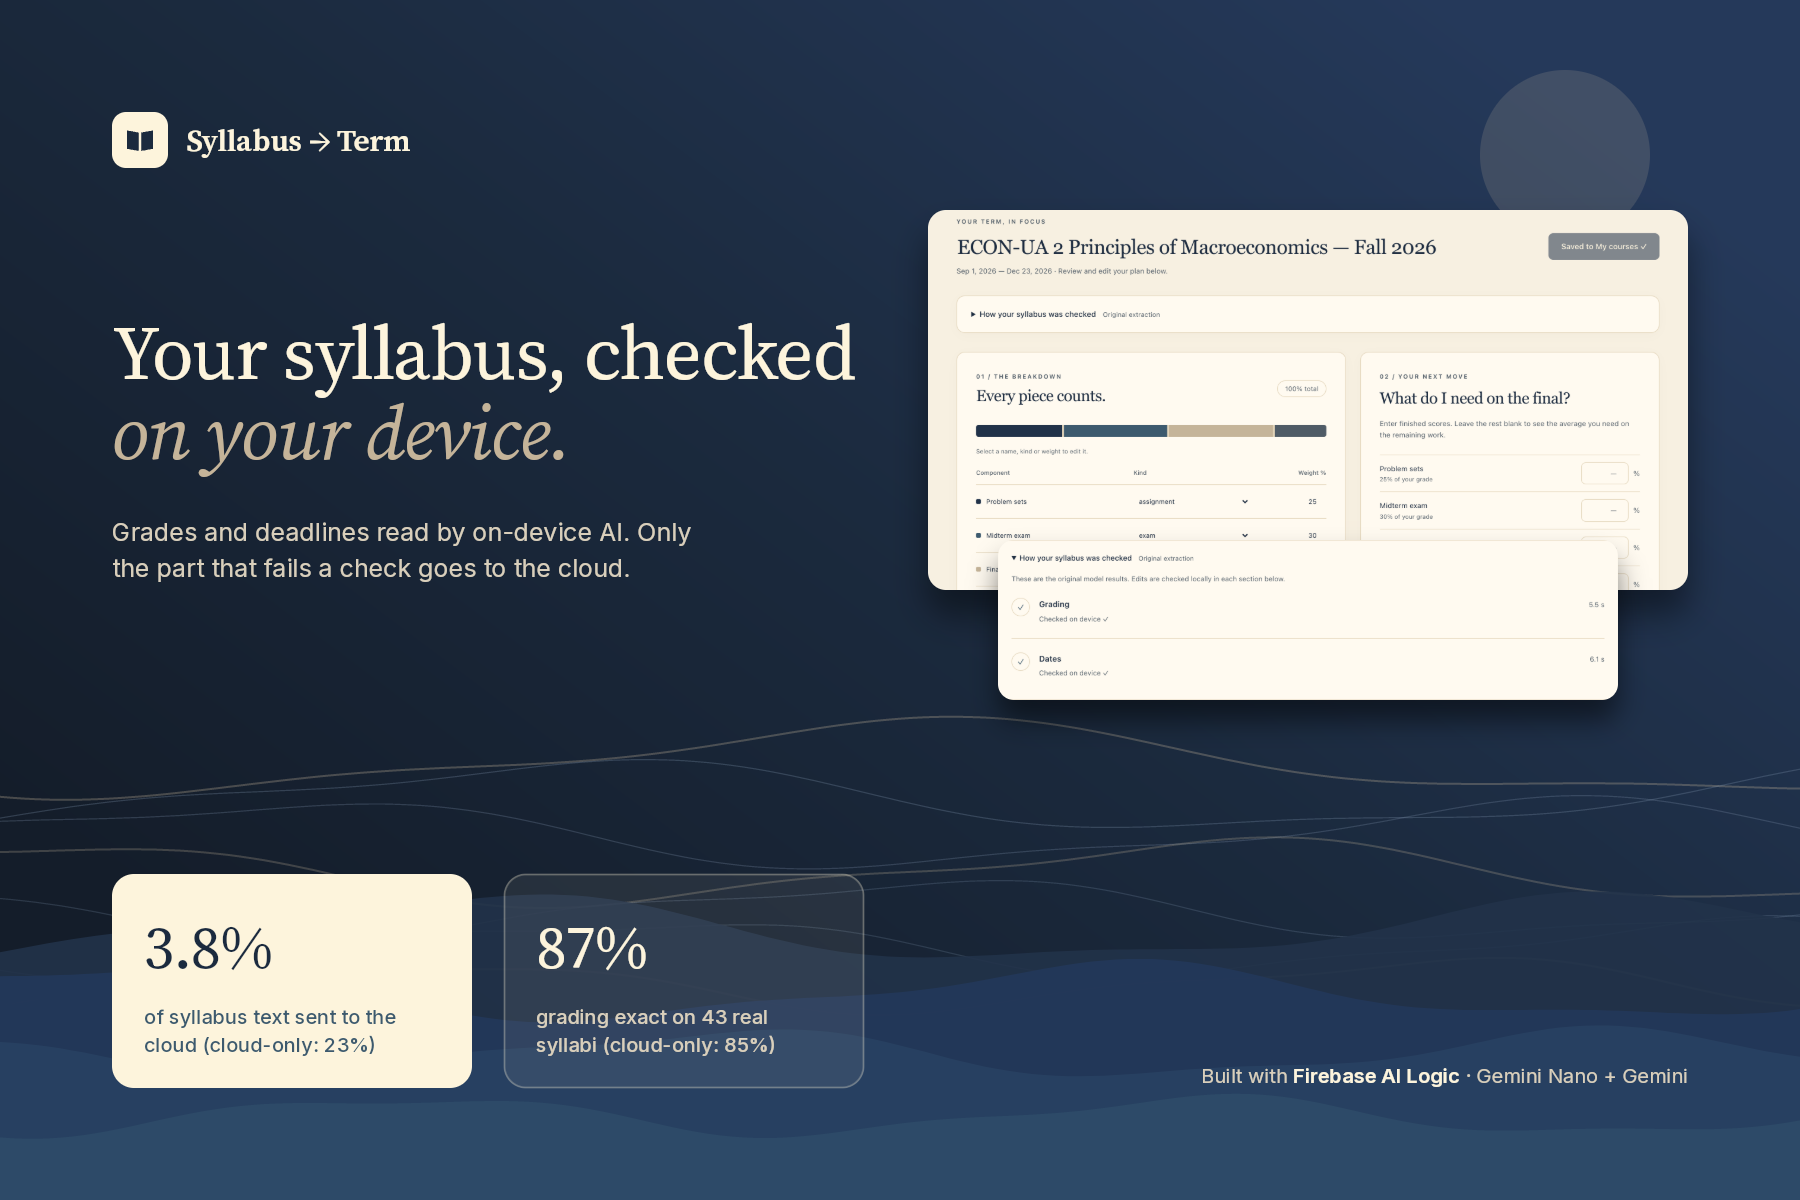 Syllabus → Term
Your syllabus, checked
on your device.
Grades and deadlines read by on-device AI. Only
the part that fails a check goes to the cloud.
YOUR TERM, IN FOCUS
ECON-UA 2 Principles of Macroeconomics — Fall 2026
Saved to My courses ✓
Sep 1, 2026 — Dec 23, 2026 · Review and edit your plan below.
▶ How your syllabus was checked Original extraction
01 / THE BREAKDOWN
Every piece counts.
100% total
Select a name, kind or weight to edit it.
Component Kind Weight %
Problem sets assignment 25
Midterm exam exam 30
02 / YOUR NEXT MOVE
What do I need on the final?
Enter finished scores. Leave the rest blank to see the average you need on
the remaining work.
Problem sets
25% of your grade
— %
Midterm exam
30% of your grade
— %
%
%
▼ How your syllabus was checked Original extraction
These are the original model results. Edits are checked locally in each section below.
Grading 5.5 s
Checked on device ✓
Dates 6.1 s
Checked on device ✓
3.8%
of syllabus text sent to the
cloud (cloud-only: 23%)
87%
grading exact on 43 real
syllabi (cloud-only: 85%)
Built with Firebase AI Logic · Gemini Nano + Gemini